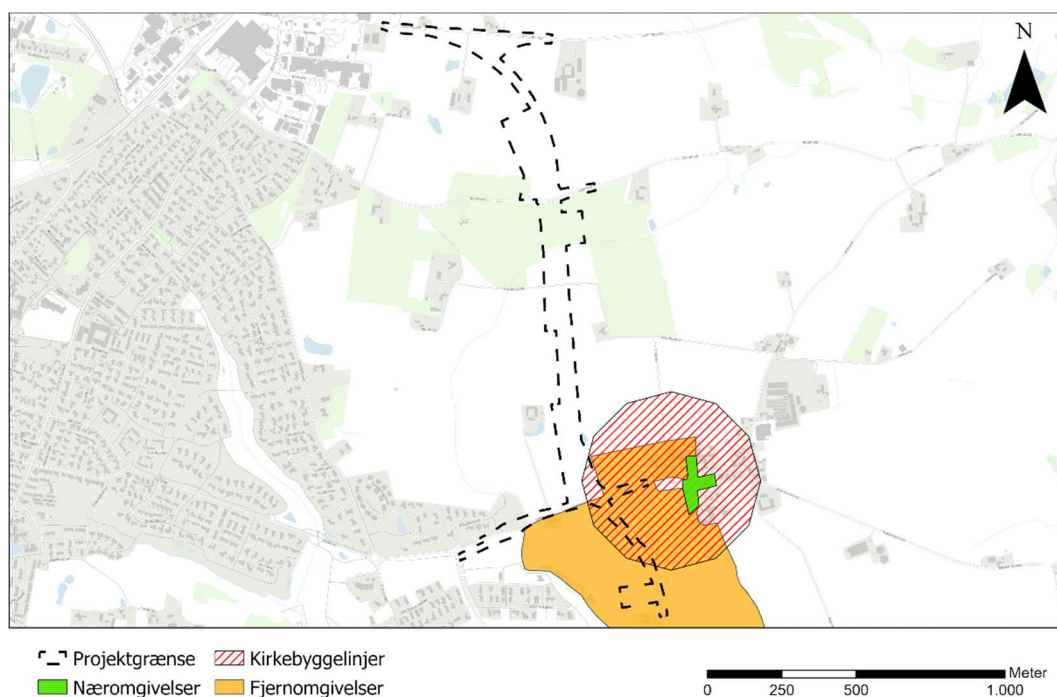 N
Projektgrænse
Kirkebyggelinjer
Næromgivelser
Fjernomgivelser
Meter
0 250 500 1.000